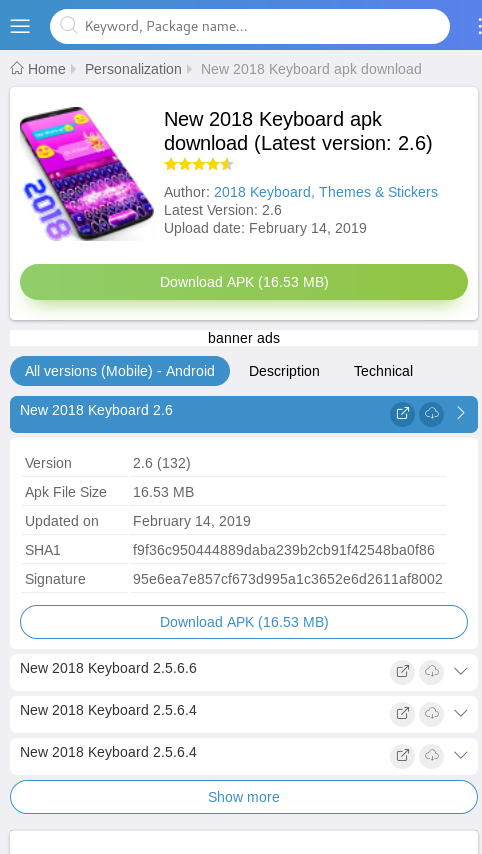 Keyword, Package name...
Home Personalization New 2018 Keyboard apk download
New 2018 Keyboard apk
download (Latest version: 2.6)
Author: 2018 Keyboard, Themes & Stickers
Latest Version: 2.6
Upload date: February 14, 2019
2018
Download APK (16.53 MB)
banner ads
All versions (Mobile) - Android Description Technical
New 2018 Keyboard 2.6
Version 2.6 (132)
Apk File Size 16.53 MB
Updated on February 14, 2019
SHA1 f9f36c950444889daba239b2cb91f42548ba0f86
Signature 95e6ea7e857cf673d995a1c3652e6d2611af8002
Download APK (16.53 MB)
New 2018 Keyboard 2.5.6.6
New 2018 Keyboard 2.5.6.4
New 2018 Keyboard 2.5.6.4
Show more